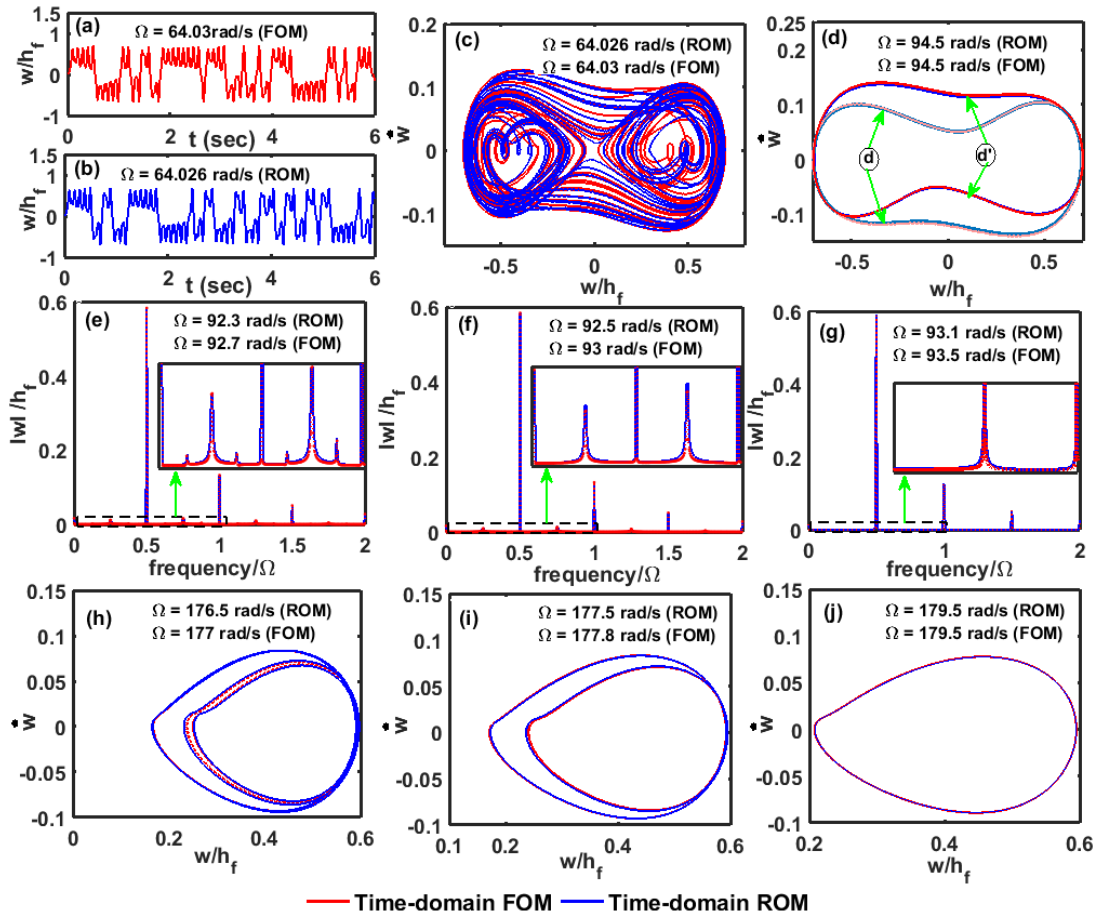 (a)
Ω = 64.03rad/s (FOM)
w/h_f
1.5
1
0
-1
0 2 4 6
t (sec)
(b)
Ω = 64.026 rad/s (ROM)
w/h_f
1.5
1
0
-1
0 2 4 6
t (sec)
(c)
Ω = 64.026 rad/s (ROM)
Ω = 64.03 rad/s (FOM)
ẇ
0.2
0.1
0
-0.1
-0.5 0 0.5
w/h_f
(d)
Ω = 94.5 rad/s (ROM)
Ω = 94.5 rad/s (FOM)
ẇ
0.25
0.2
0.1
0
-0.1
d
d'
-0.5 0 0.5
w/h_f
(e)
Ω = 92.3 rad/s (ROM)
Ω = 92.7 rad/s (FOM)
|w|/h_f
0.6
0.4
0.2
0
0 0.5 1 1.5 2
frequency/Ω
(f)
Ω = 92.5 rad/s (ROM)
Ω = 93 rad/s (FOM)
|w|/h_f
0.6
0.4
0.2
0
0 0.5 1 1.5 2
frequency/Ω
(g)
Ω = 93.1 rad/s (ROM)
Ω = 93.5 rad/s (FOM)
|w|/h_f
0.6
0.4
0.2
0
0 0.5 1 1.5 2
frequency/Ω
(h)
Ω = 176.5 rad/s (ROM)
Ω = 177 rad/s (FOM)
ẇ
0.15
0.1
0.05
0
-0.05
-0.1
0 0.2 0.4 0.6
w/h_f
(i)
Ω = 177.5 rad/s (ROM)
Ω = 177.8 rad/s (FOM)
ẇ
0.15
0.1
0.05
0
-0.05
-0.1
0.1 0.2 0.4 0.6
w/h_f
(j)
Ω = 179.5 rad/s (ROM)
Ω = 179.5 rad/s (FOM)
ẇ
0.15
0.1
0.05
0
-0.05
-0.1
0.2 0.4 0.6
w/h_f
Time-domain FOM Time-domain ROM